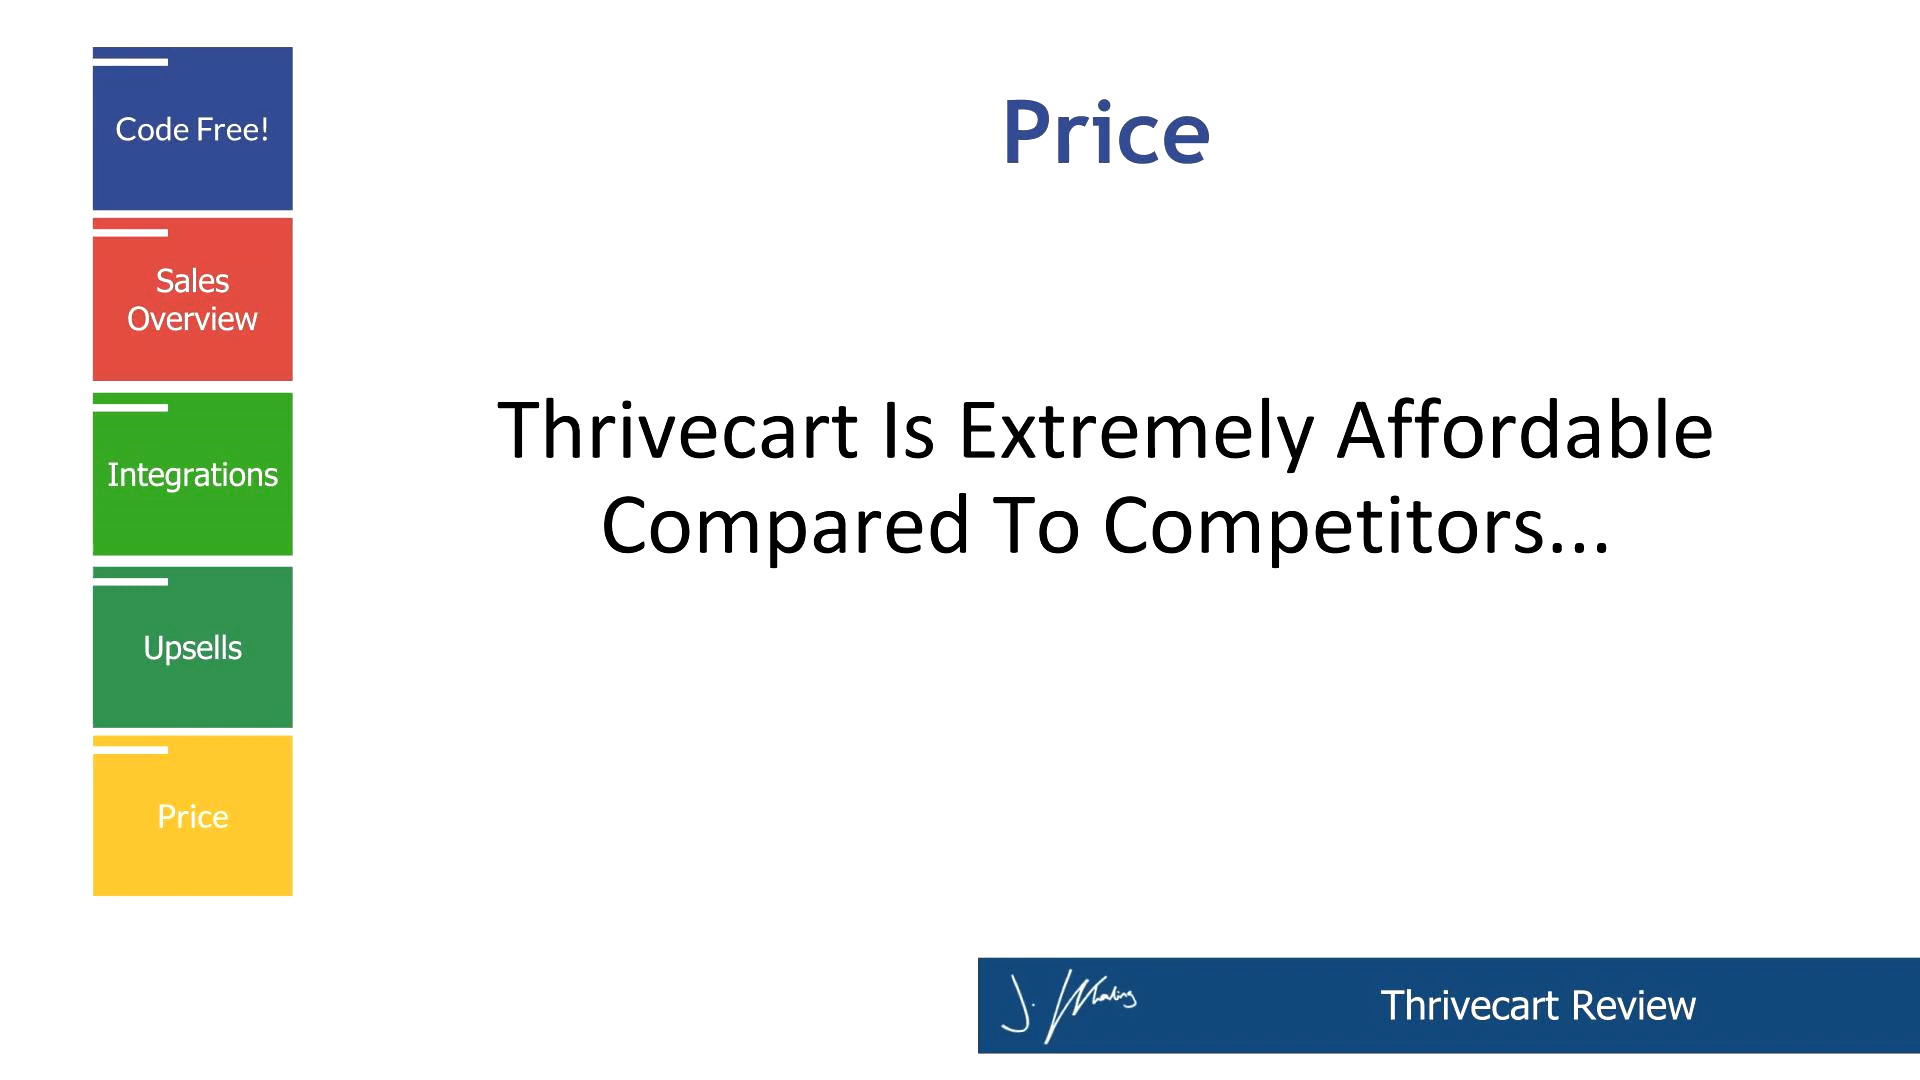 Code Free!
Sales
Overview
Integrations
Upsells
Price
Price
Thrivecart Is Extremely Affordable
Compared To Competitors...
Thrivecart Review